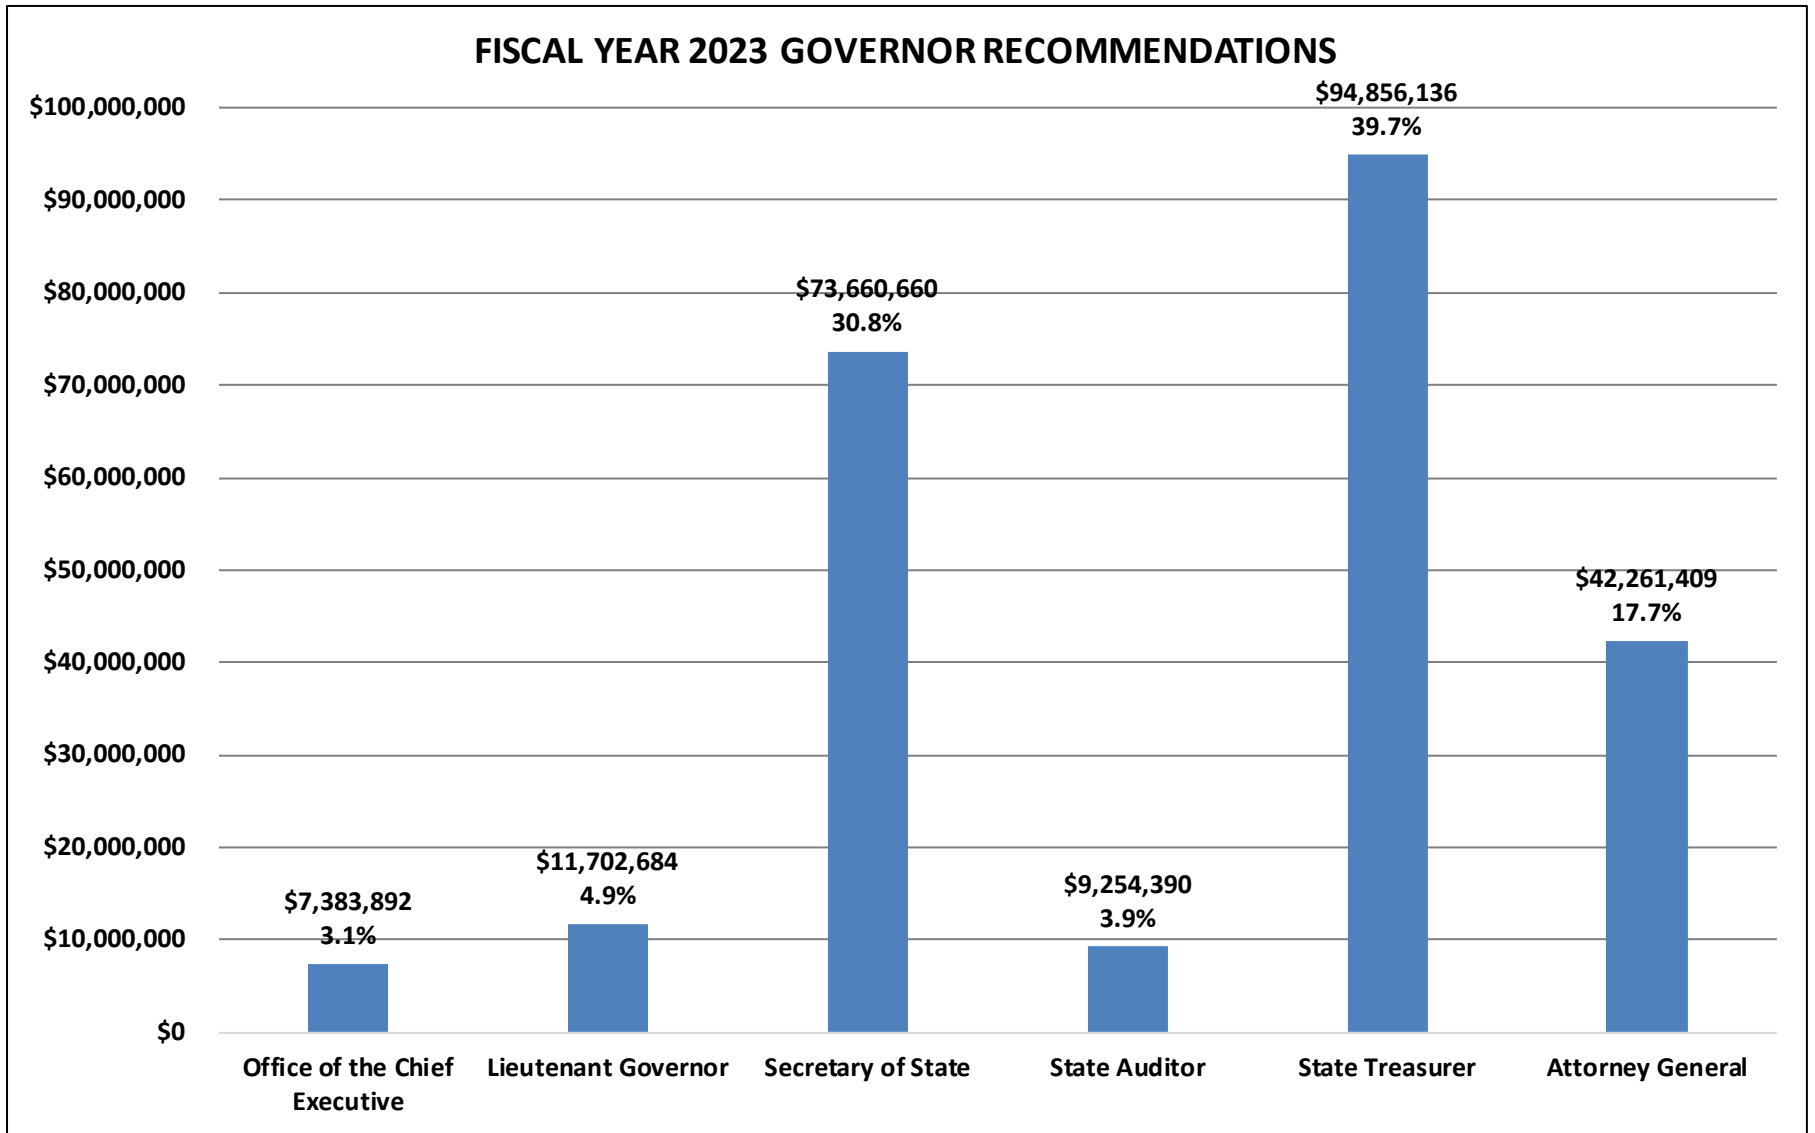 FISCAL YEAR 2023 GOVERNOR RECOMMENDATIONS
$100,000,000
$90,000,000
$80,000,000
$70,000,000
$60,000,000
$50,000,000
$40,000,000
$30,000,000
$20,000,000
$10,000,000
$0
$7,383,892
3.1%
$11,702,684
4.9%
$73,660,660
30.8%
$9,254,390
3.9%
$94,856,136
39.7%
$42,261,409
17.7%
Office of the Chief
Executive
Lieutenant Governor
Secretary of State
State Auditor
State Treasurer
Attorney General